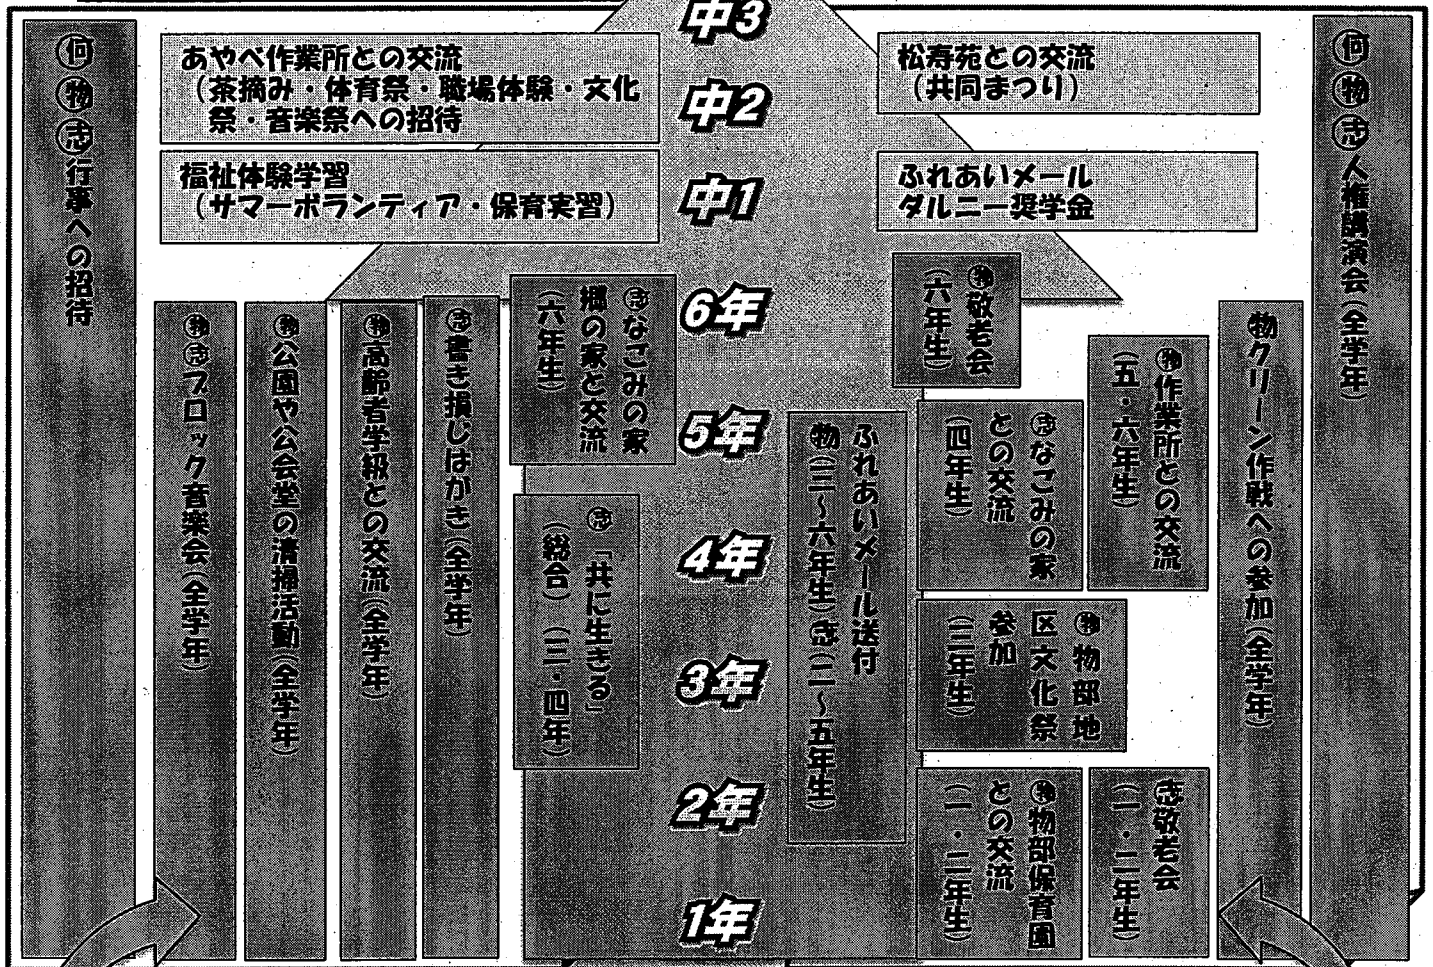 中3
中2
中1
6年
5年
4年
3年
2年
1年
㊕何 ㊕物 ㊕志 行事への招待
あやべ作業所との交流
（茶摘み・体育祭・職場体験・文化
祭・音楽祭への招待
福祉体験学習
（サマーボランティア・保育実習）
松寿苑との交流
（共同まつり）
ふれあいメール
ダルニー奨学金
何物志人権講演会（全学年）
物志ブロック音楽会（全学年）
物公園や公会堂の清掃活動（全学年）
物高齢者学級との交流（全学年）
志書き損じはがき（全学年）
志なごみの家
郷の家と交流
（六年生）
志「共に生きる」
（総合）（三・四年）
ふれあいメール送付
物（三～六年生）志（二～五年生）
物敬老会
（六年生）
志なごみの家
との交流
（四年生）
物作業所との交流
（五・六年生）
物物部地
区文化祭
参加
（三年生）
物物部保育園
との交流
（一・二年生）
志敬老会
（一・二年生）
物クリーン作戦への参加（全学年）